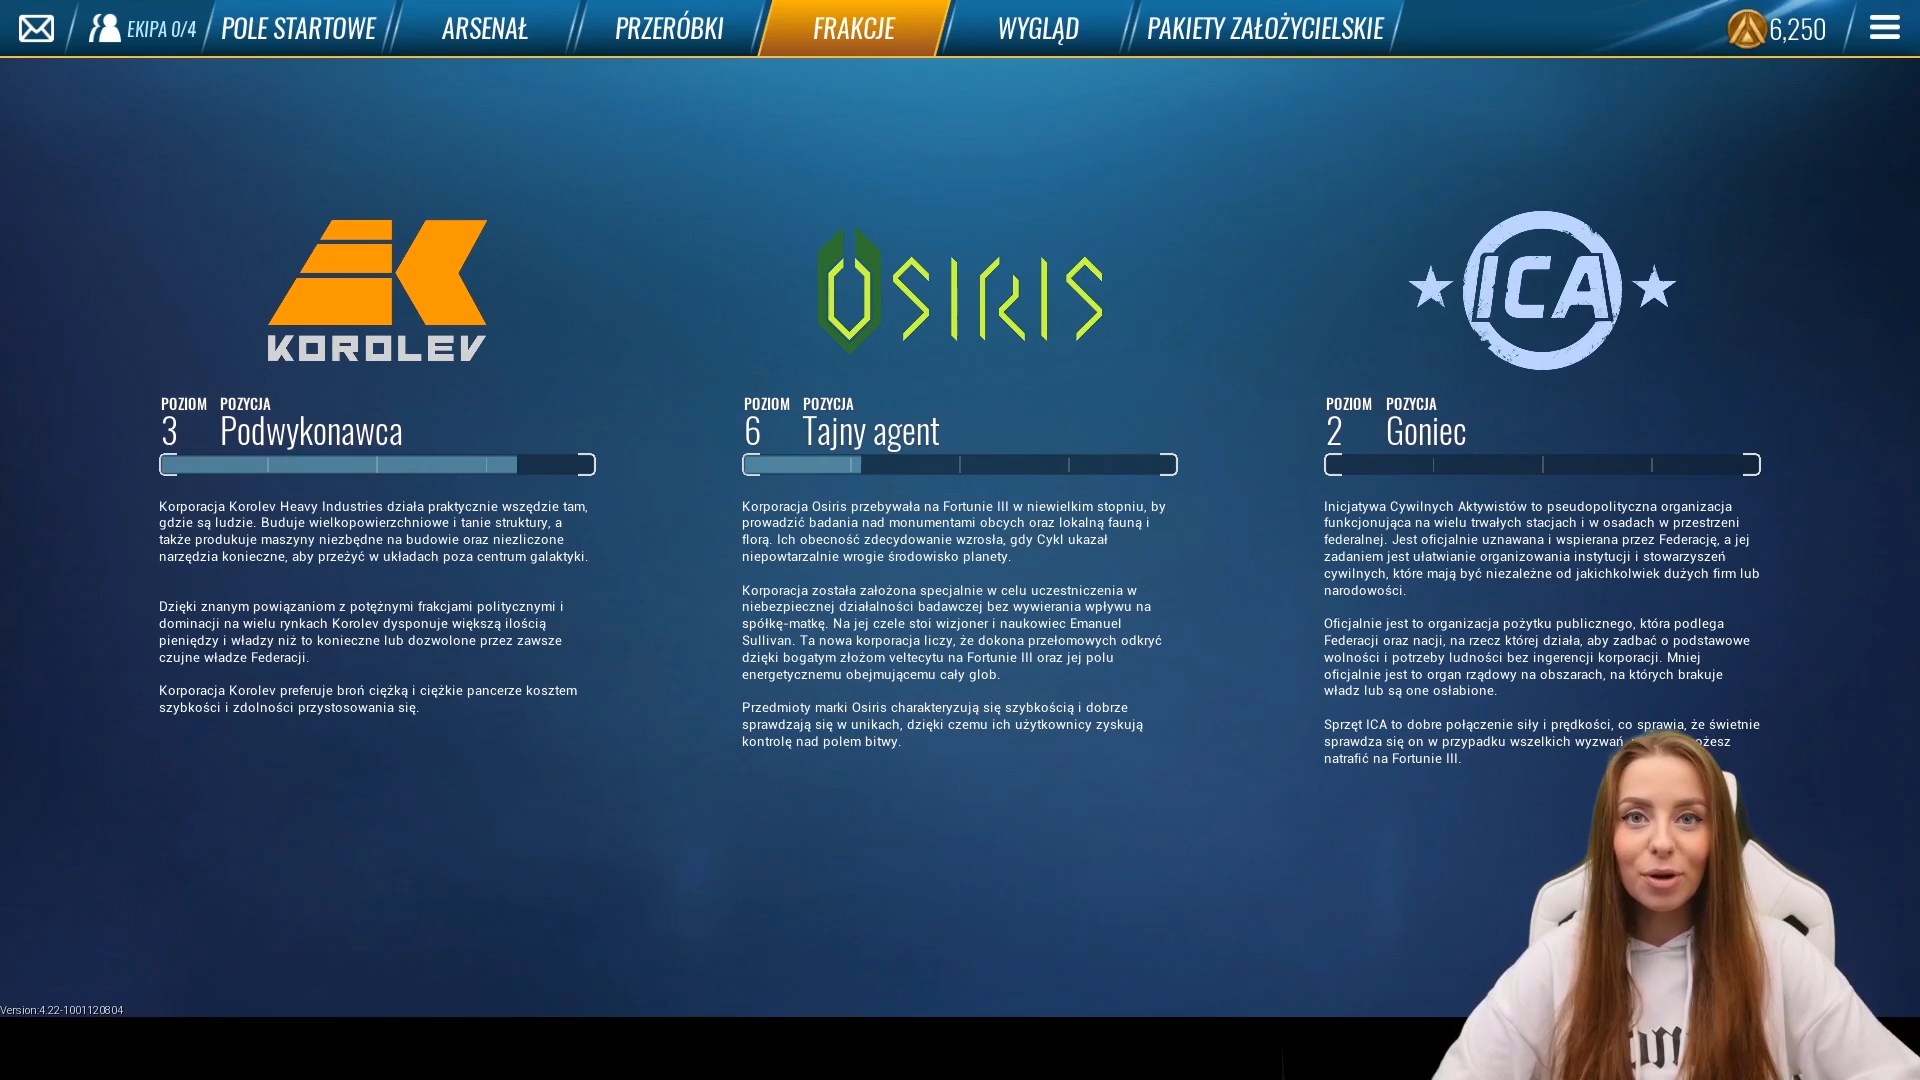 EKIPA 0/4
POLE STARTOWE
ARSENAŁ
PRZERÓBKI
FRAKCJE
WYGLĄD
PAKIETY ZAŁOŻYCIELSKIE
6,250
KOROLEV
POZIOM POZYCJA
3 Podwykonawca
Korporacja Korolev Heavy Industries działa praktycznie wszędzie tam,
gdzie są ludzie. Buduje wielkopowierzchniowe i tanie struktury, a
także produkuje maszyny niezbędne na budowie oraz niezliczone
narzędzia konieczne, aby przeżyć w układach poza centrum galaktyki.
Dzięki znanym powiązaniom z potężnymi frakcjami politycznymi i
dominacji na wielu rynkach Korolev dysponuje większą ilością
pieniędzy i władzy niż to konieczne lub dozwolone przez zawsze
czujne władze Federacji.
Korporacja Korolev preferuje broń ciężką i ciężkie pancerze kosztem
szybkości i zdolności przystosowania się.
OSIRIS
POZIOM POZYCJA
6 Tajny agent
Korporacja Osiris przebywała na Fortunie III w niewielkim stopniu, by
prowadzić badania nad monumentami obcych oraz lokalną fauną i
florą. Ich obecność zdecydowanie wzrosła, gdy Cykl ukazał
niepowtarzalnie wrogie środowisko planety.
Korporacja została założona specjalnie w celu uczestniczenia w
niebezpiecznej działalności badawczej bez wywierania wpływu na
spółkę-matkę. Na jej czele stoi wizjoner i naukowiec Emanuel
Sullivan. Ta nowa korporacja liczy, że dokona przełomowych odkryć
dzięki bogatym złożom veltecytu na Fortunie III oraz jej polu
energetycznemu obejmującemu cały glob.
Przedmioty marki Osiris charakteryzują się szybkością i dobrze
sprawdzają się w unikach, dzięki czemu ich użytkownicy zyskują
kontrolę nad polem bitwy.
ICA
POZIOM POZYCJA
2 Goniec
Inicjatywa Cywilnych Aktywistów to pseudopolityczna organizacja
funkcjonująca na wielu trwałych stacjach i w osadach w przestrzeni
federalnej. Jest oficjalnie uznawana i wspierana przez Federację, a jej
zadaniem jest ułatwianie organizowania instytucji i stowarzyszeń
cywilnych, które mają być niezależne od jakichkolwiek dużych firm lub
narodowości.
Oficjalnie jest to organizacja pożytku publicznego, która podlega
Federacji oraz nacji, na rzecz której działa, aby zadbać o podstawowe
wolności i potrzeby ludności bez ingerencji korporacji. Mniej
oficjalnie jest to organ rządowy na obszarach, na których brakuje
władz lub są one osłabione.
Sprzęt ICA to dobre połączenie siły i prędkości, co sprawia, że świetnie
sprawdza się on w przypadku wszelkich wyzwań,
natrafić na Fortunie III.
Version:4.22-1001120804